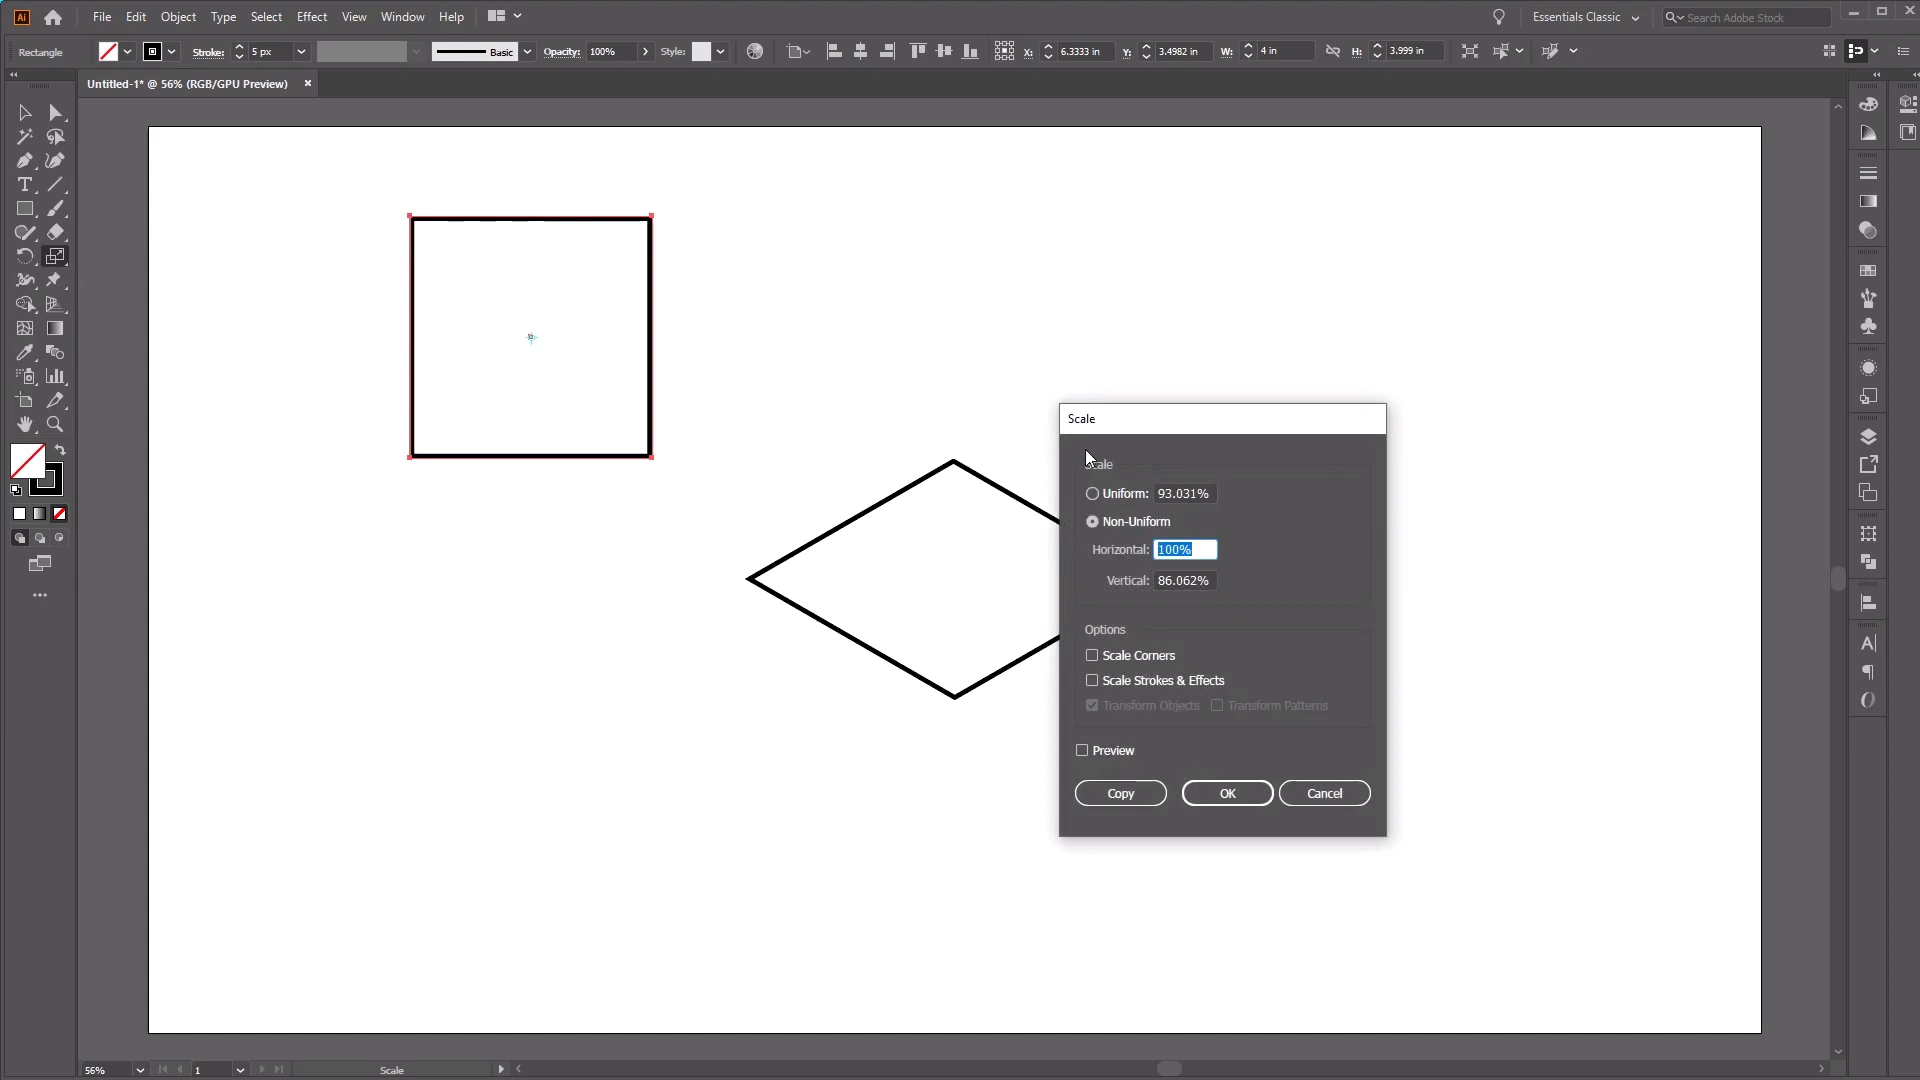 Ai File Edit Object Type Select Effect View Window Help Essentials Classic Search Adobe Stock
Rectangle Stroke: 5 px Basic Opacity: 100% Style: X: 6.3333 in Y: 3.4982 in W: 4 in H: 3.999 in
Untitled-1* @ 56% (RGB/GPU Preview) ×
Scale
Scale
Uniform: 93.031%
Non-Uniform
Horizontal: 100%
Vertical: 86.062%
Options
Scale Corners
Scale Strokes & Effects
Transform Objects Transform Patterns
Preview
Copy OK Cancel
56% 1 Scale